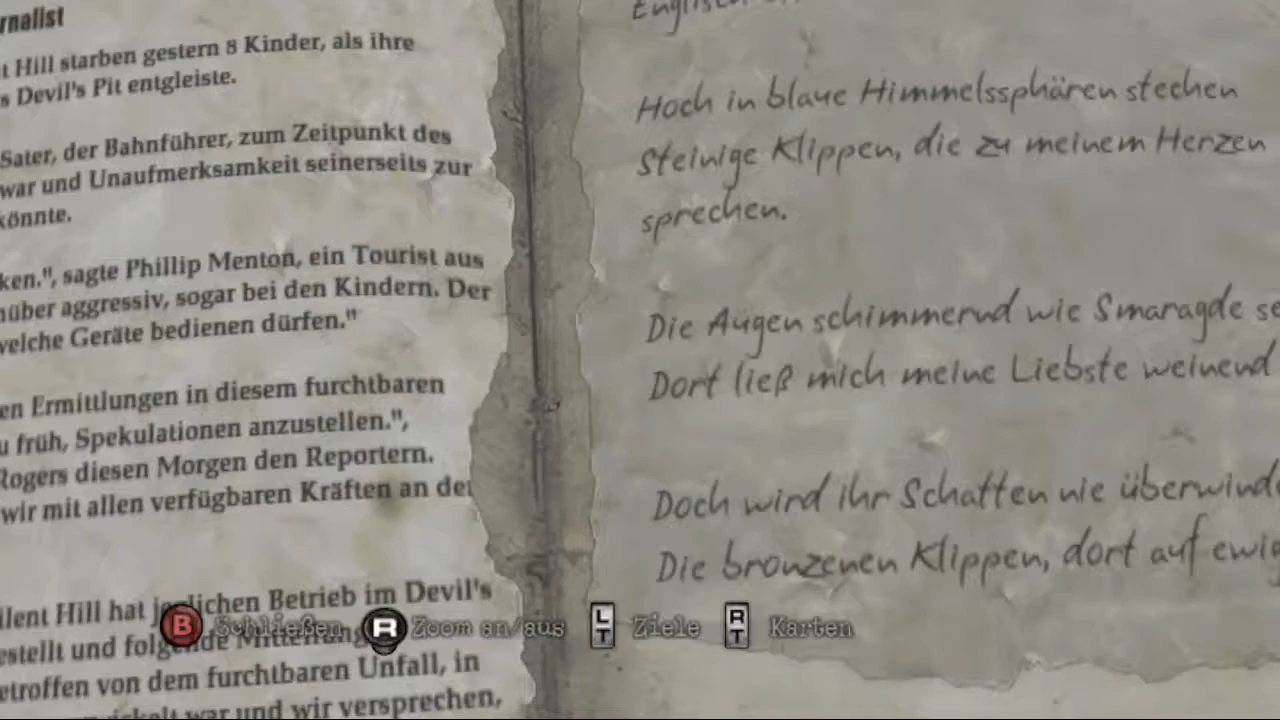 rnalist
t Hill starben gestern 8 Kinder, als ihre
s Devil's Pit entgleiste.
Sater, der Bahnführer, zum Zeitpunkt des
war und Unaufmerksamkeit seinerseits zur
könnte.
ken.", sagte Phillip Menton, ein Tourist aus
nüber aggressiv, sogar bei den Kindern. Der
welche Geräte bedienen dürfen."
en Ermittlungen in diesem furchtbaren
u früh, Spekulationen anzustellen.",
Rogers diesen Morgen den Reportern.
wir mit allen verfügbaren Kräften an der
ilent Hill hat jeglichen Betrieb im Devil's
estellt und folgende Mitteilung
etroffen von dem furchtbaren Unfall, in
war und wir versprechen,
Hoch in blaue Himmelssphären stechen
Steinige Klippen, die zu meinem Herzen
sprechen.
Die Augen schimmernd wie Smaragde se
Dort ließ mich meine Liebste weinend
Doch wird ihr Schatten nie überwinde
Die bronzenen Klippen, dort auf ewig
B Schließen R Zoom an/aus LT Ziele RT Karten